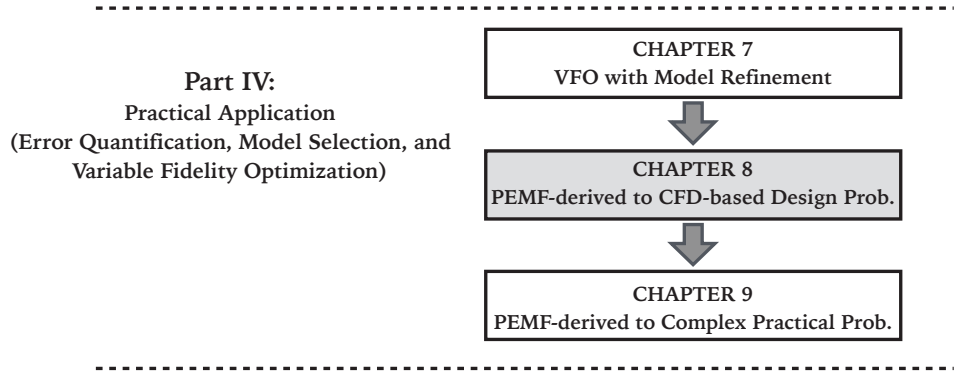 Part IV:
Practical Application
(Error Quantification, Model Selection, and
Variable Fidelity Optimization)
CHAPTER 7
VFO with Model Refinement
CHAPTER 8
PEMF-derived to CFD-based Design Prob.
CHAPTER 9
PEMF-derived to Complex Practical Prob.